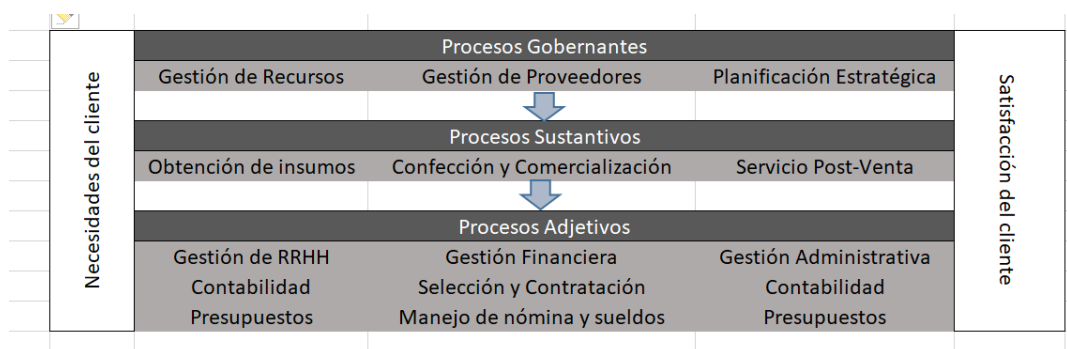 Necesidades del cliente
Procesos Gobernantes
Gestión de Recursos Gestión de Proveedores Planificación Estratégica
Procesos Sustantivos
Obtención de insumos Confección y Comercialización Servicio Post-Venta
Procesos Adjetivos
Gestión de RRHH Gestión Financiera Gestión Administrativa
Contabilidad Selección y Contratación Contabilidad
Presupuestos Manejo de nómina y sueldos Presupuestos
Satisfacción del cliente